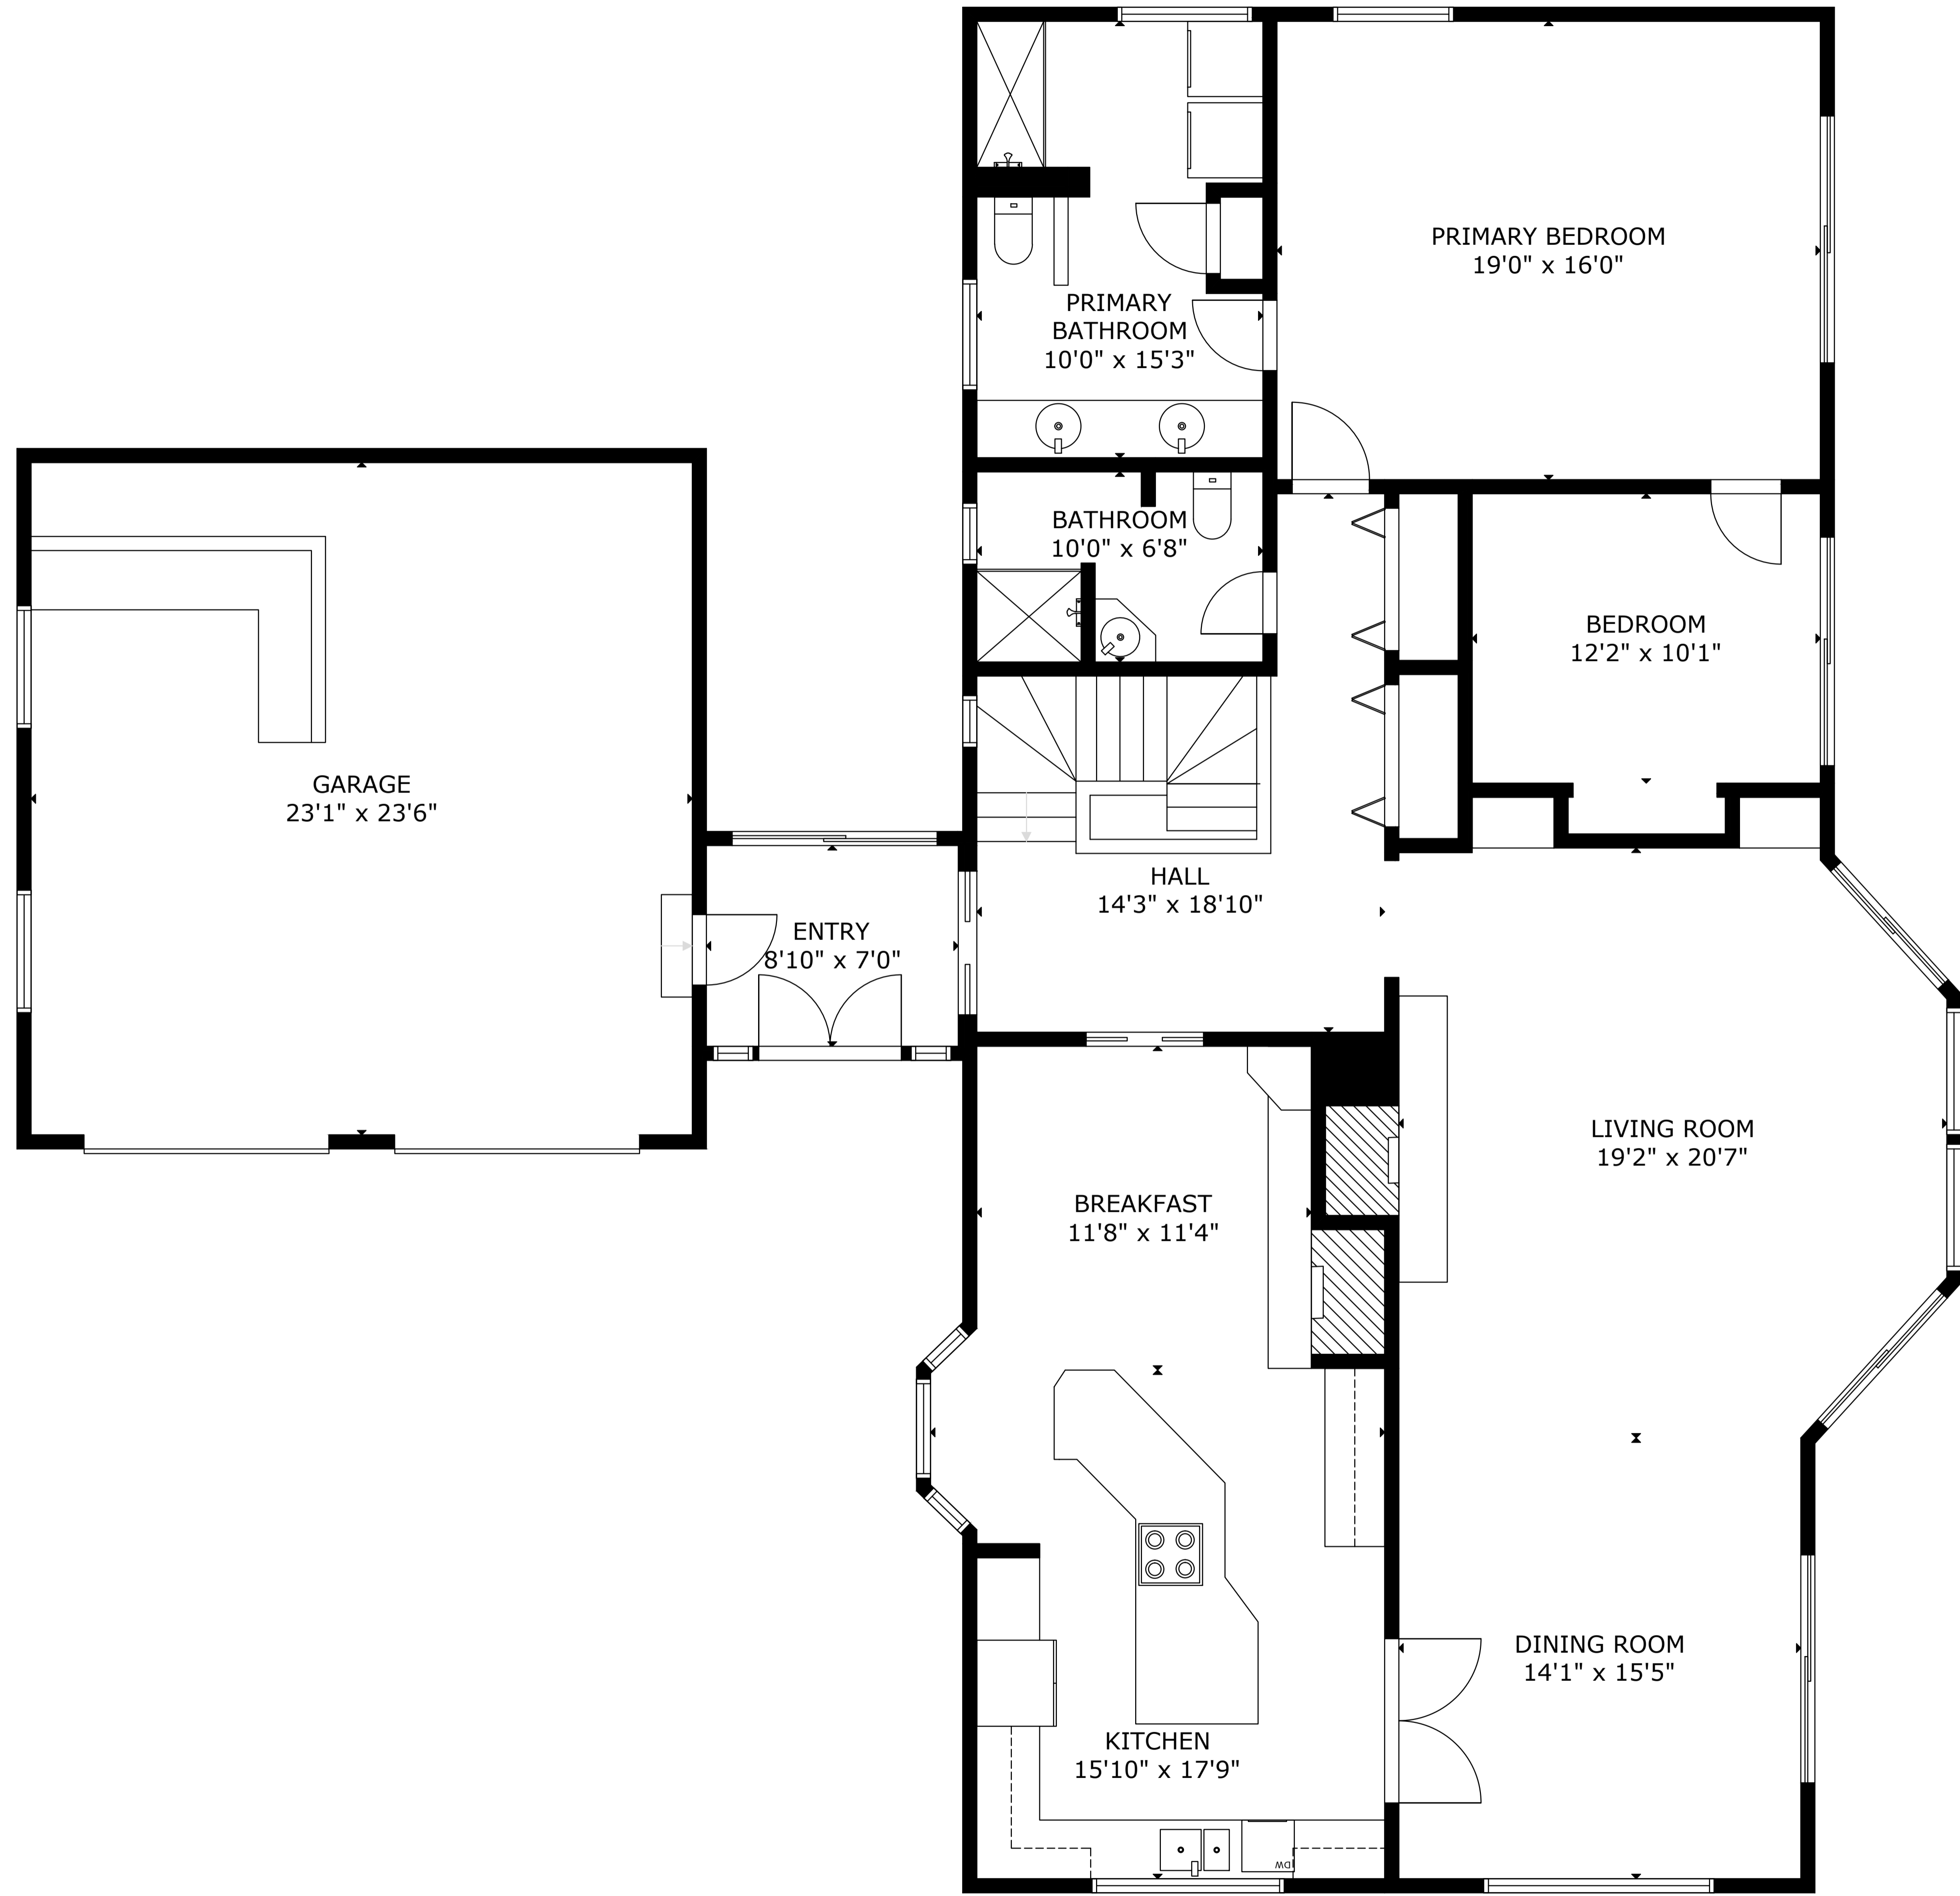 PRIMARY BEDROOM
19'0" x 16'0"
PRIMARY
BATHROOM
10'0" x 15'3"
BATHROOM
10'0" x 6'8"
BEDROOM
12'2" x 10'1"
GARAGE
23'1" x 23'6"
HALL
14'3" x 18'10"
ENTRY
8'10" x 7'0"
LIVING ROOM
19'2" x 20'7"
BREAKFAST
11'8" x 11'4"
DINING ROOM
14'1" x 15'5"
KITCHEN
15'10" x 17'9"
DW